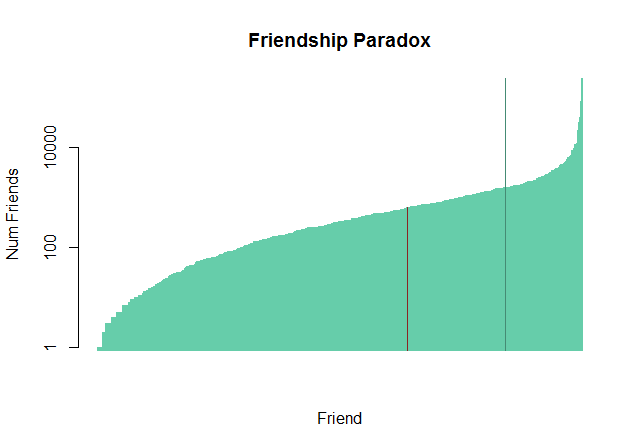 Friendship Paradox
10000
100
1
Num Friends
Friend